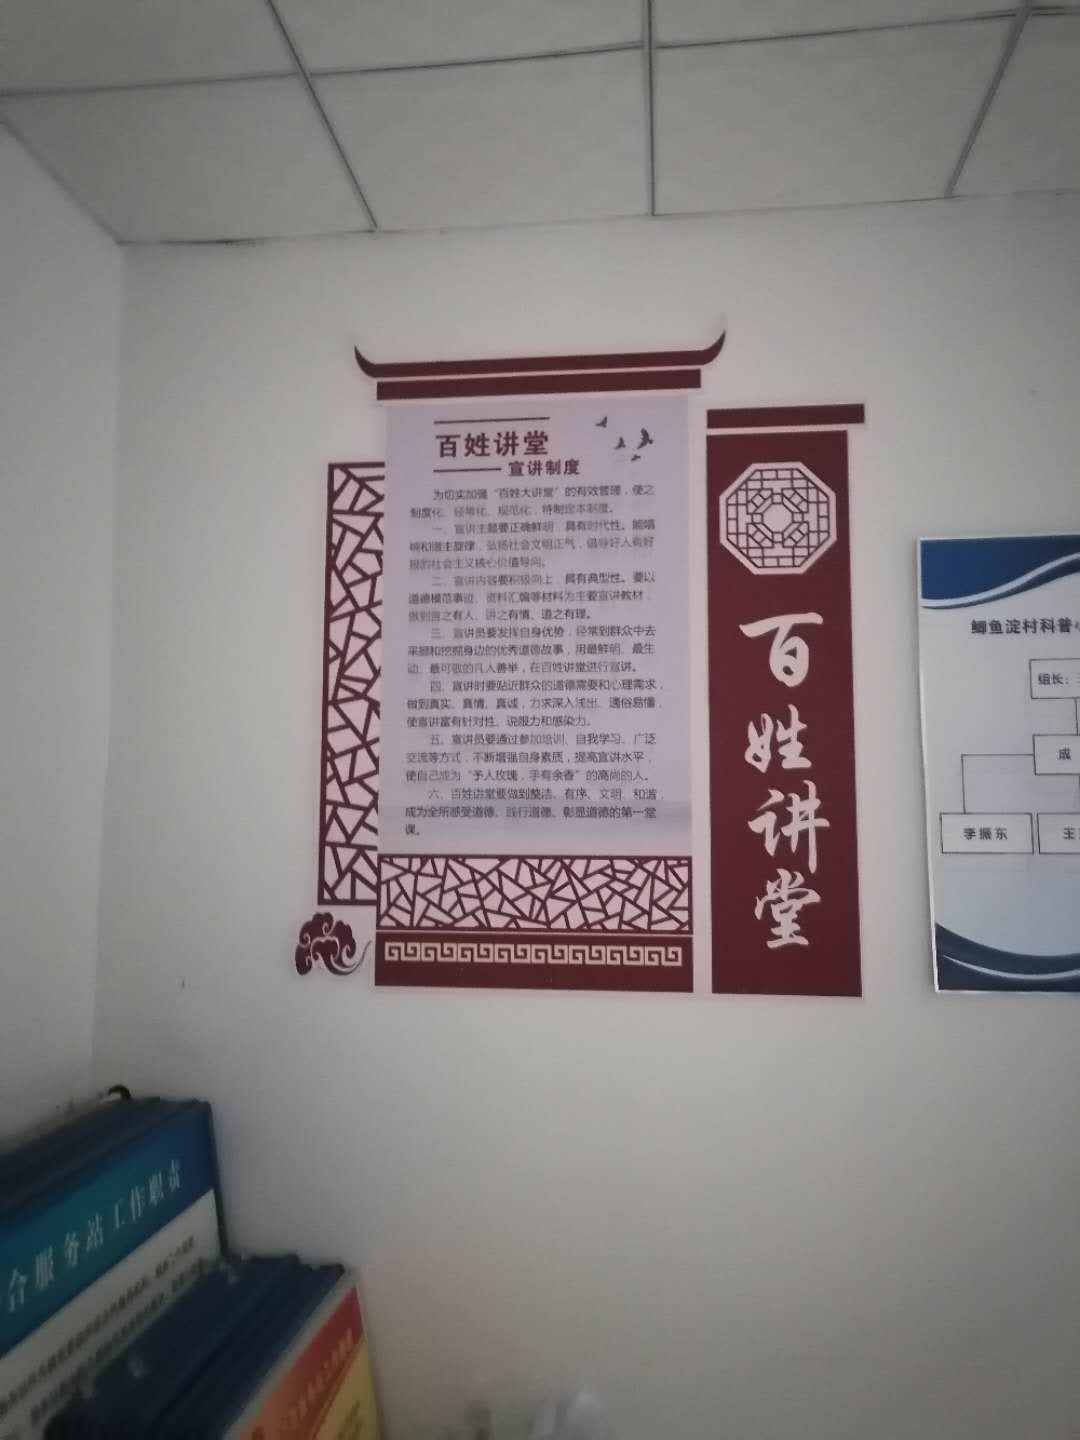 百姓讲堂
宣讲制度
为切实加强“百姓大讲堂”的有效管理，使之
制度化、经常化、规范化，特制定本制度。
一、宣讲主题要正确鲜明，具有时代性。能唱
响和谐主旋律，弘扬社会文明正气，倡导好人有好
报的社会主义核心价值导向。
二、宣讲内容要积极向上，具有典型性。要以
道德模范事迹、资料汇编等材料为主要宣讲教材，
做到言之有人、讲之有情、道之有理。
三、宣讲员要发挥自身优势，经常到群众中去
采撷和挖掘身边的优秀道德故事，用最鲜明、最生
动、最可敬的凡人善举，在百姓讲堂进行宣讲。
四、宣讲时要贴近群众的道德需要和心理需求，
做到真实、真情、真诚，力求深入浅出、通俗易懂，
使宣讲富有针对性、说服力和感染力。
五、宣讲员要通过参加培训、自我学习、广泛
交流等方式，不断增强自身素质，提高宣讲水平，
使自己成为“予人玫瑰，手有余香”的高尚的人。
六、百姓讲堂要做到整洁、有序、文明、和谐，
成为全所感受道德、践行道德、彰显道德的第一堂
课。
百姓讲堂
鲫鱼淀村科普
组长：
成
李振东
王
合服务站工作职责